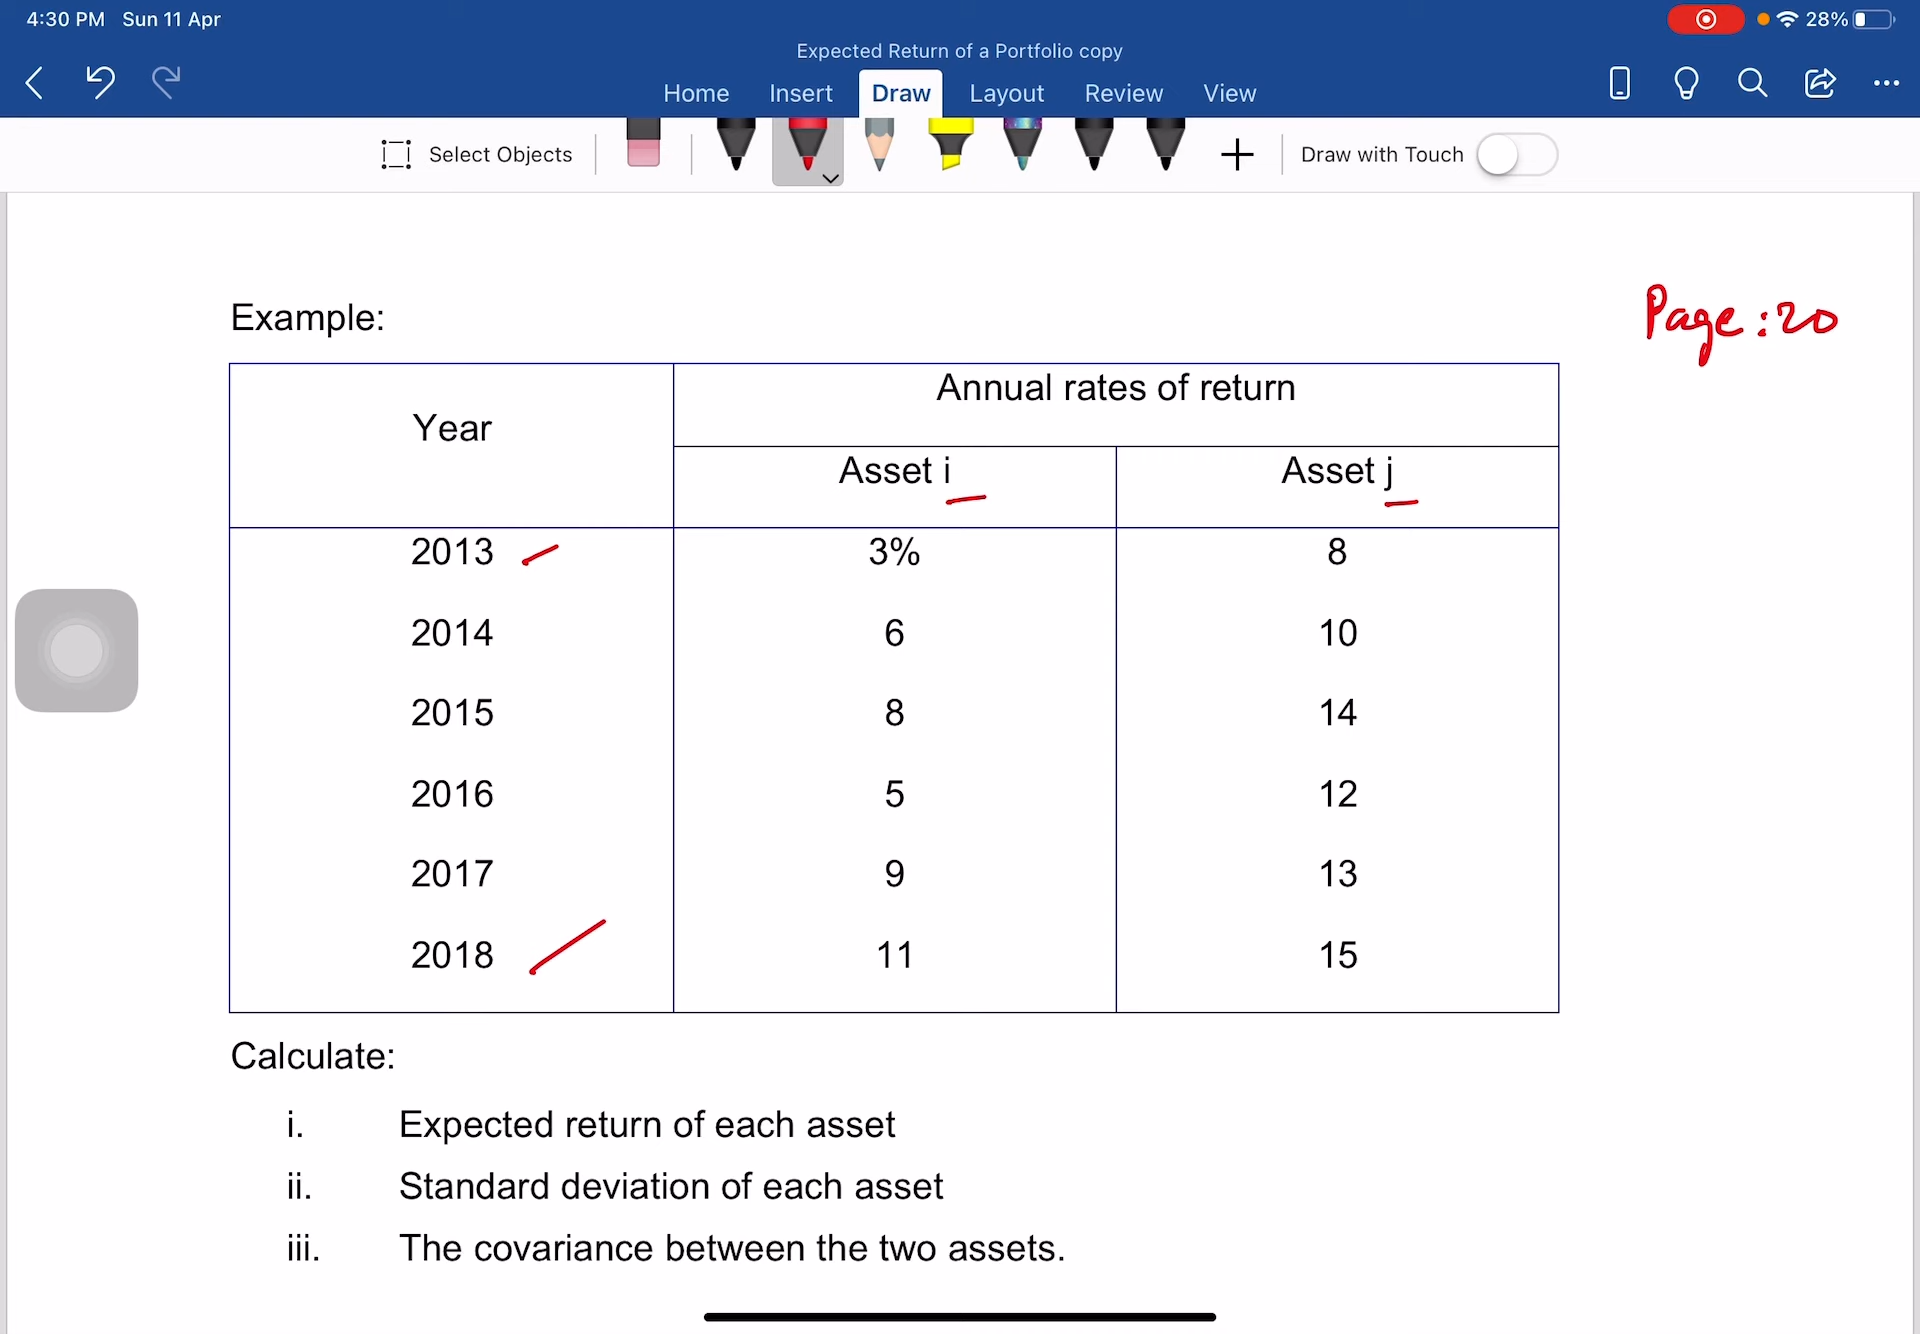 4:30 PM Sun 11 Apr
28%
Expected Return of a Portfolio copy
Home Insert Draw Layout Review View
Select Objects
Draw with Touch
Page: 20
Example:
Year
Annual rates of return
Asset i Asset j
2013 3% 8
2014 6 10
2015 8 14
2016 5 12
2017 9 13
2018 11 15
Calculate:
i. Expected return of each asset
ii. Standard deviation of each asset
iii. The covariance between the two assets.